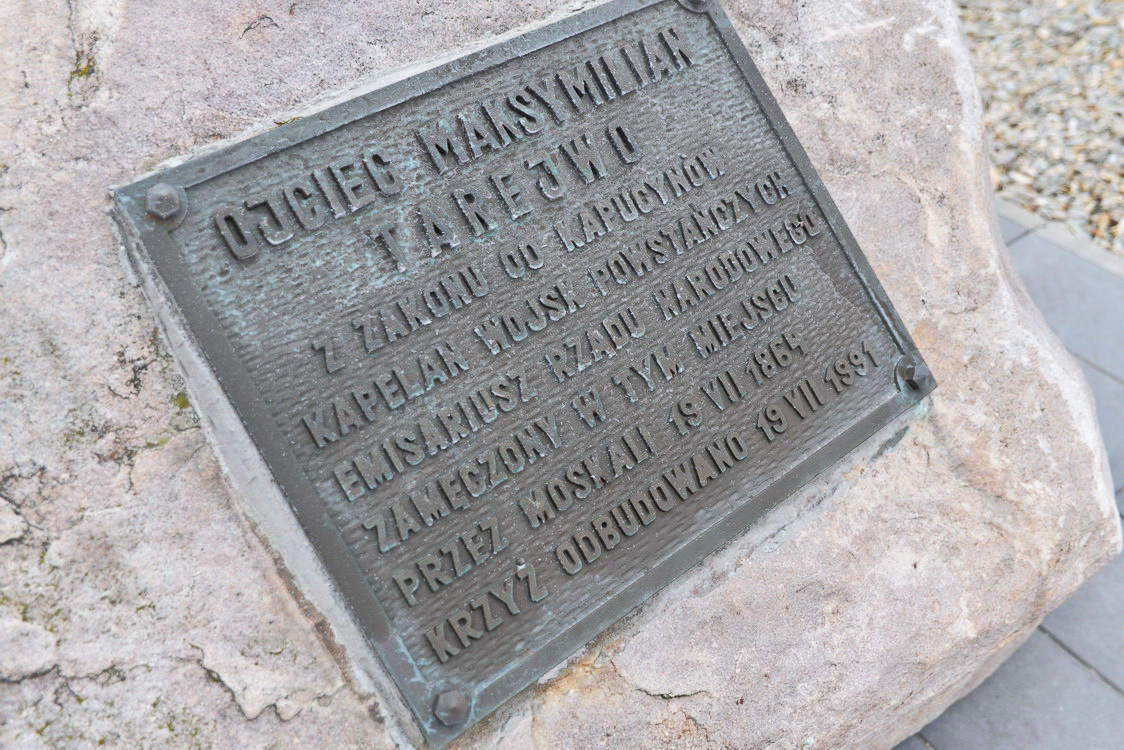 OJCIEC MAKSYMILIAN
TAREJWO
Z ZAKONU OO KAPUCYNÓW
KAPELAN WOJSK POWSTAŃCZYCH
EMISARIUSZ RZĄDU NARODOWEGO
ZAMĘCZONY W TYM MIEJSCU
PRZEZ MOSKALI 19 VII 1864
KRZYŻ ODBUDOWANO 19 VII 1991